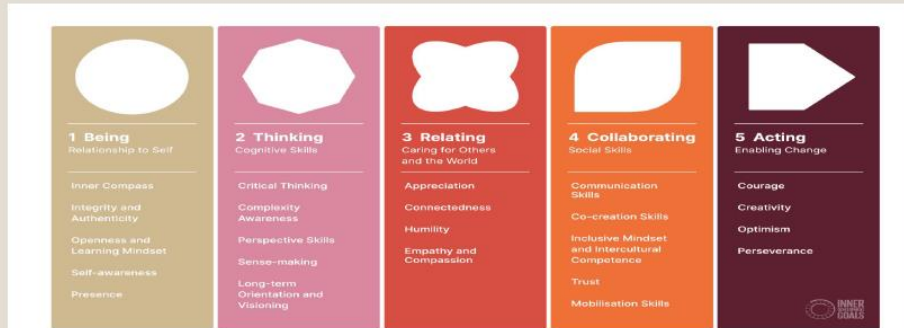 1 Being
Relationship to Self
Inner Compass
Integrity and
Authenticity
Openness and
Learning Mindset
Self-awareness
Presence
2 Thinking
Cognitive Skills
Critical Thinking
Complexity
Awareness
Perspective Skills
Sense-making
Long-term
Orientation and
Visioning
3 Relating
Caring for Others
and the World
Appreciation
Connectedness
Humility
Empathy and
Compassion
4 Collaborating
Social Skills
Communication
Skills
Co-creation Skills
Inclusive Mindset
and Intercultural
Competence
Trust
Mobilisation Skills
5 Acting
Enabling Change
Courage
Creativity
Optimism
Perseverance
INNER
DEVELOPMENT
GOALS